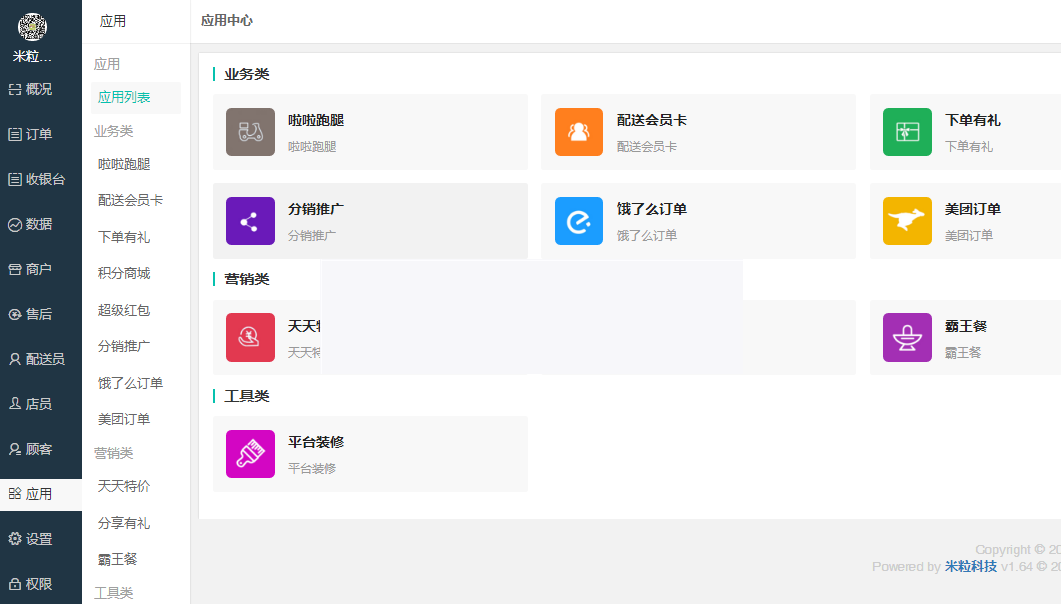 米粒...
概况
订单
收银台
数据
商户
售后
配送员
店员
顾客
应用
设置
权限
应用
应用
应用列表
业务类
啦啦跑腿
配送会员卡
下单有礼
积分商城
超级红包
分销推广
饿了么订单
美团订单
营销类
天天特价
分享有礼
霸王餐
工具类
应用中心
业务类
啦啦跑腿
啦啦跑腿
配送会员卡
配送会员卡
下单有礼
下单有礼
分销推广
分销推广
饿了么订单
饿了么订单
美团订单
美团订单
营销类
天天
天天
霸王餐
霸王餐
工具类
平台装修
平台装修
Copyright © 20
Powered by 米粒科技 v1.64 © 20